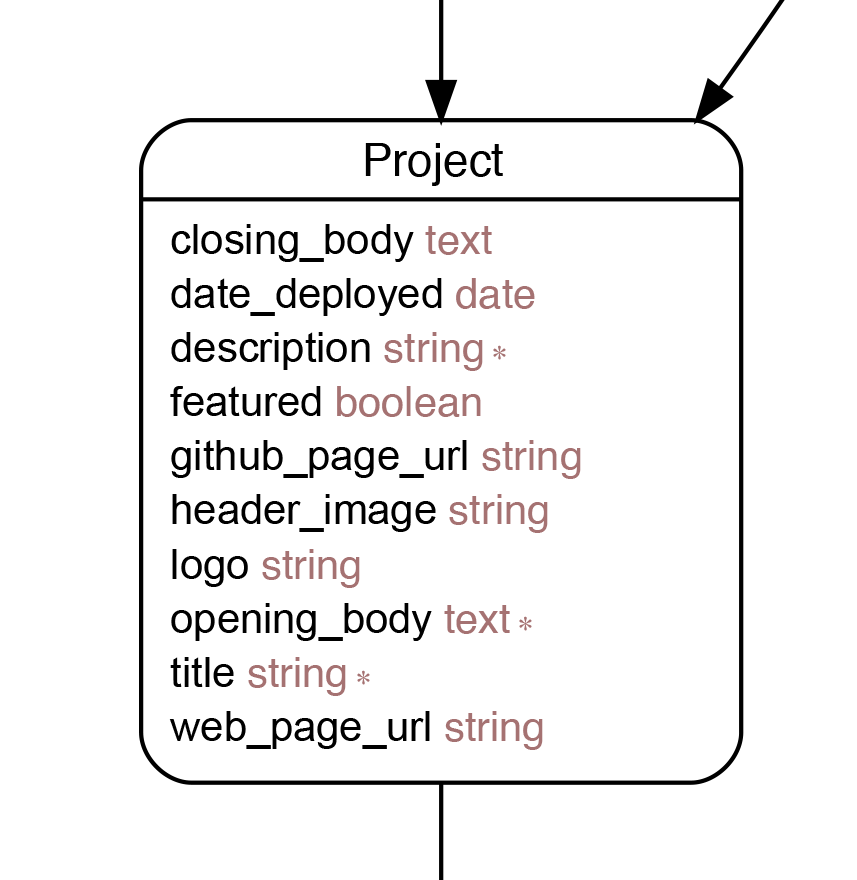 Project
closing_body text
date_deployed date
description string *
featured boolean
github_page_url string
header_image string
logo string
opening_body text *
title string *
web_page_url string